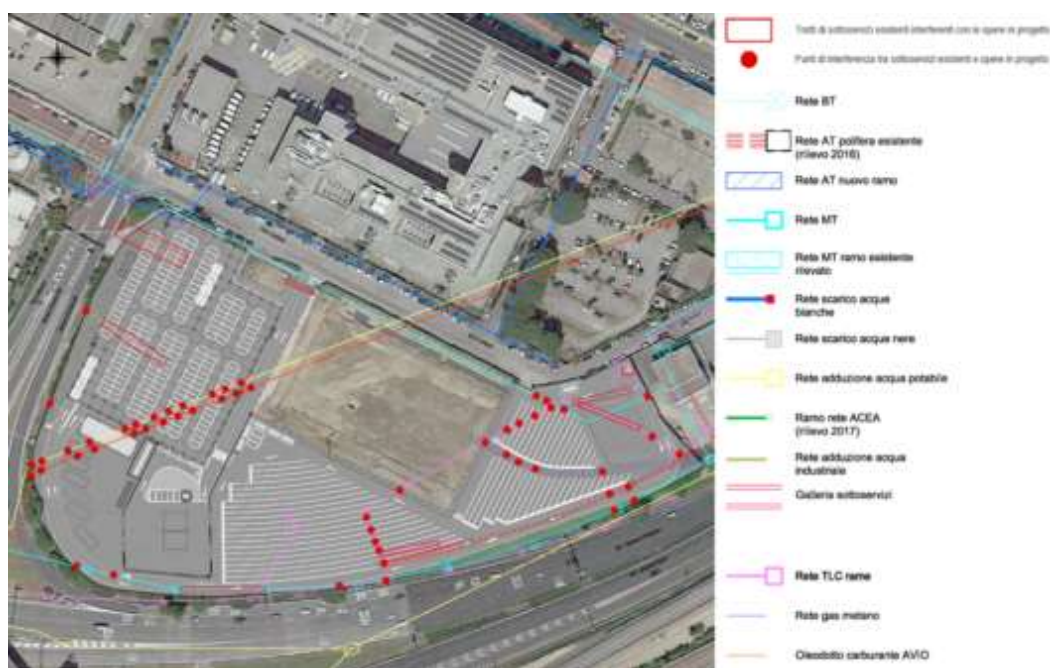 Tratti di sottoservizi esistenti interferenti con le opere in progetto
Punti di interferenza tra sottoservizi esistenti e opere in progetto
Rete BT
Rete AT polifera esistente
(rilievo 2016)
Rete AT nuovo ramo
Rete MT
Rete MT ramo esistente
rilevato
Rete scarico acque
bianche
Rete scarico acque nere
Rete adduzione acqua potabile
Ramo rete ACEA
(rilievo 2017)
Rete adduzione acqua
industriale
Galleria sottoservizi
Rete TLC rame
Rete gas metano
Oleodotto carburante AVIO